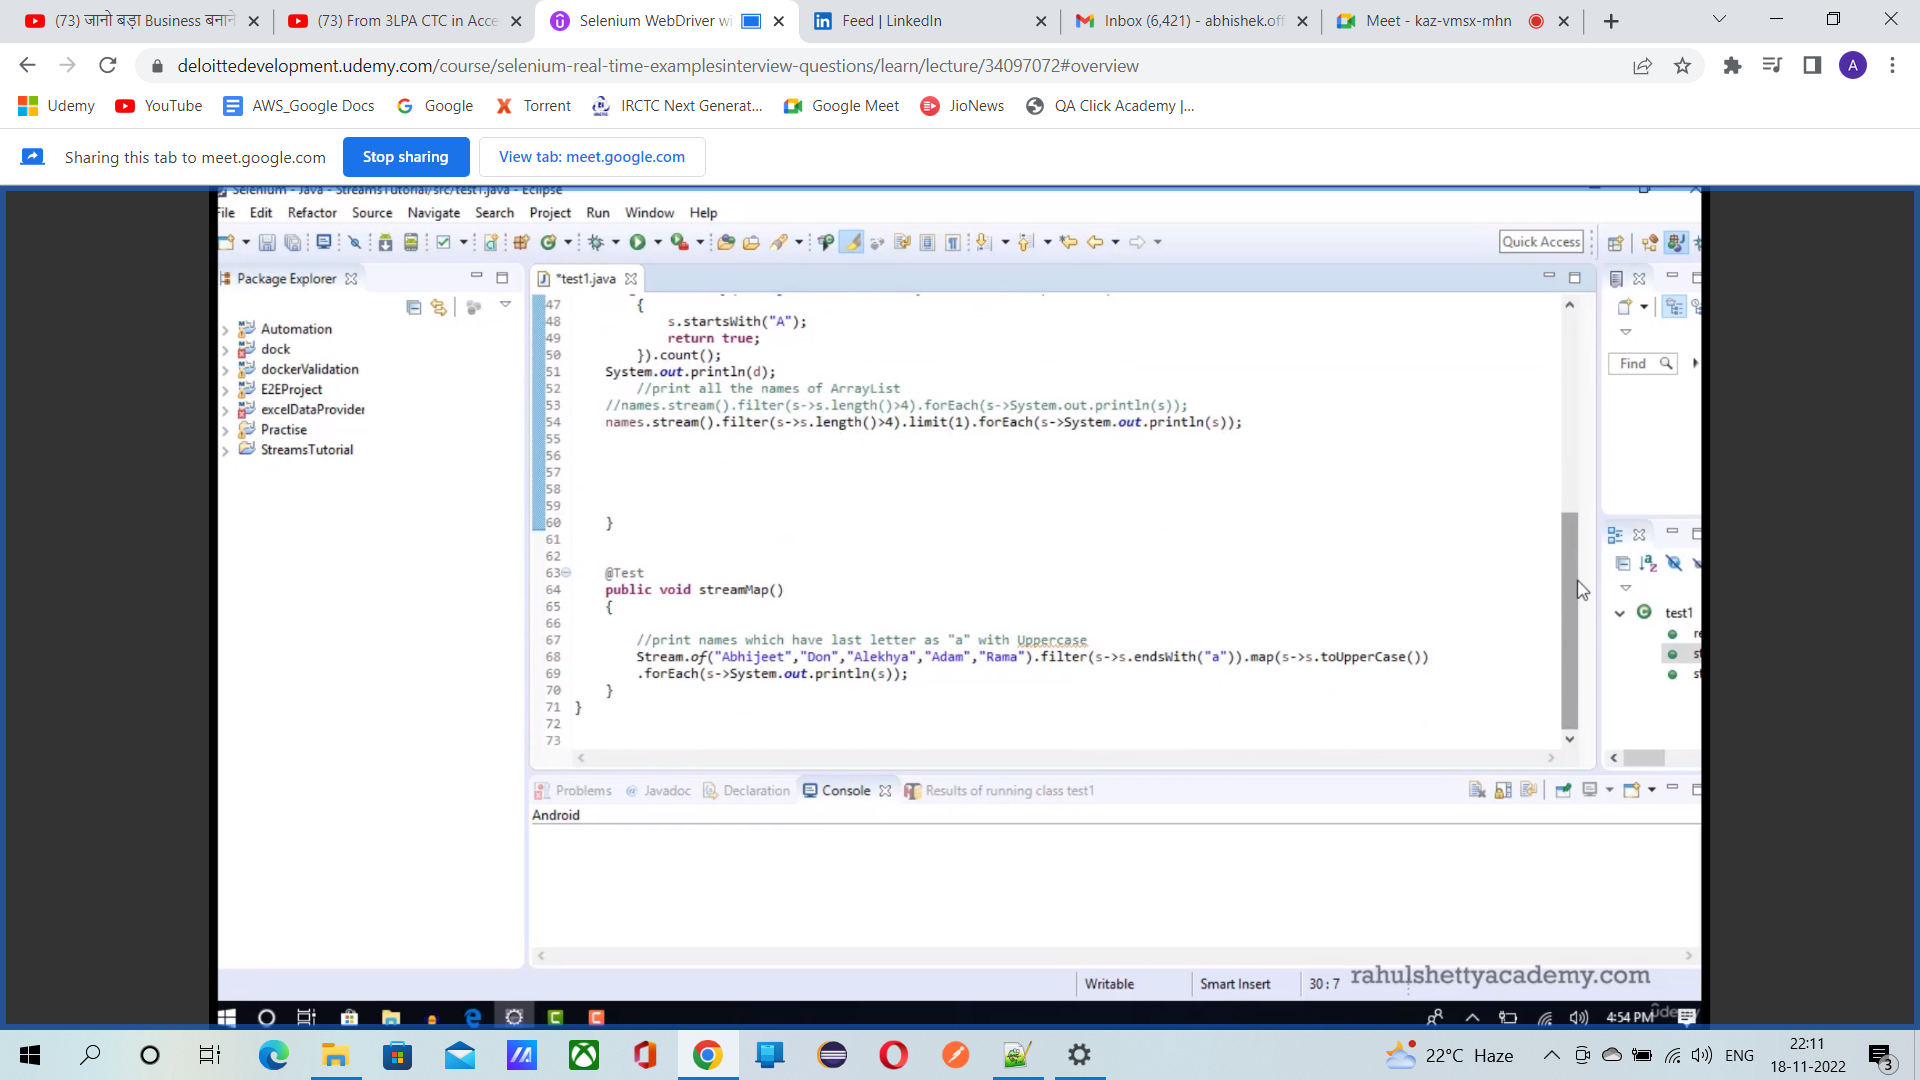 (73) जानो बड़ा Business बनाने
(73) From 3LPA CTC in Acce
Selenium WebDriver wi
Feed | LinkedIn
Inbox (6,421) - abhishek.off
Meet - kaz-vmsx-mhn
deloittedevelopment.udemy.com/course/selenium-real-time-examplesinterview-questions/learn/lecture/34097072#overview
A
Udemy
YouTube
AWS_Google Docs
Google
Torrent
IRCTC Next Generat...
Google Meet
JioNews
QA Click Academy |...
Sharing this tab to meet.google.com
Stop sharing
View tab: meet.google.com
Selenium - Java - StreamsTutorial/src/test1.java - Eclipse
File Edit Refactor Source Navigate Search Project Run Window Help
Quick Access
Package Explorer
*test1.java
Automation
dock
dockerValidation
E2EProject
excelDataProvider
Practise
StreamsTutorial
47 {
48 s.startsWith("A");
49 return true;
50 }).count();
51 System.out.println(d);
52 //print all the names of ArrayList
53 //names.stream().filter(s->s.length()>4).forEach(s->System.out.println(s));
54 names.stream().filter(s->s.length()>4).limit(1).forEach(s->System.out.println(s));
55
56
57
58
59
60 }
61
62
63 @Test
64 public void streamMap()
65 {
66
67 //print names which have last letter as "a" with Uppercase
68 Stream.of("Abhijeet","Don","Alekhya","Adam","Rama").filter(s->s.endsWith("a")).map(s->s.toUpperCase())
69 .forEach(s->System.out.println(s));
70 }
71 }
72
73
Find
test1
Problems
@ Javadoc
Declaration
Console
Results of running class test1
Android
Writable
Smart Insert
30 : 7
rahulshettyacademy.com
4:54 PM
22°C Haze
ENG
22:11
18-11-2022
3